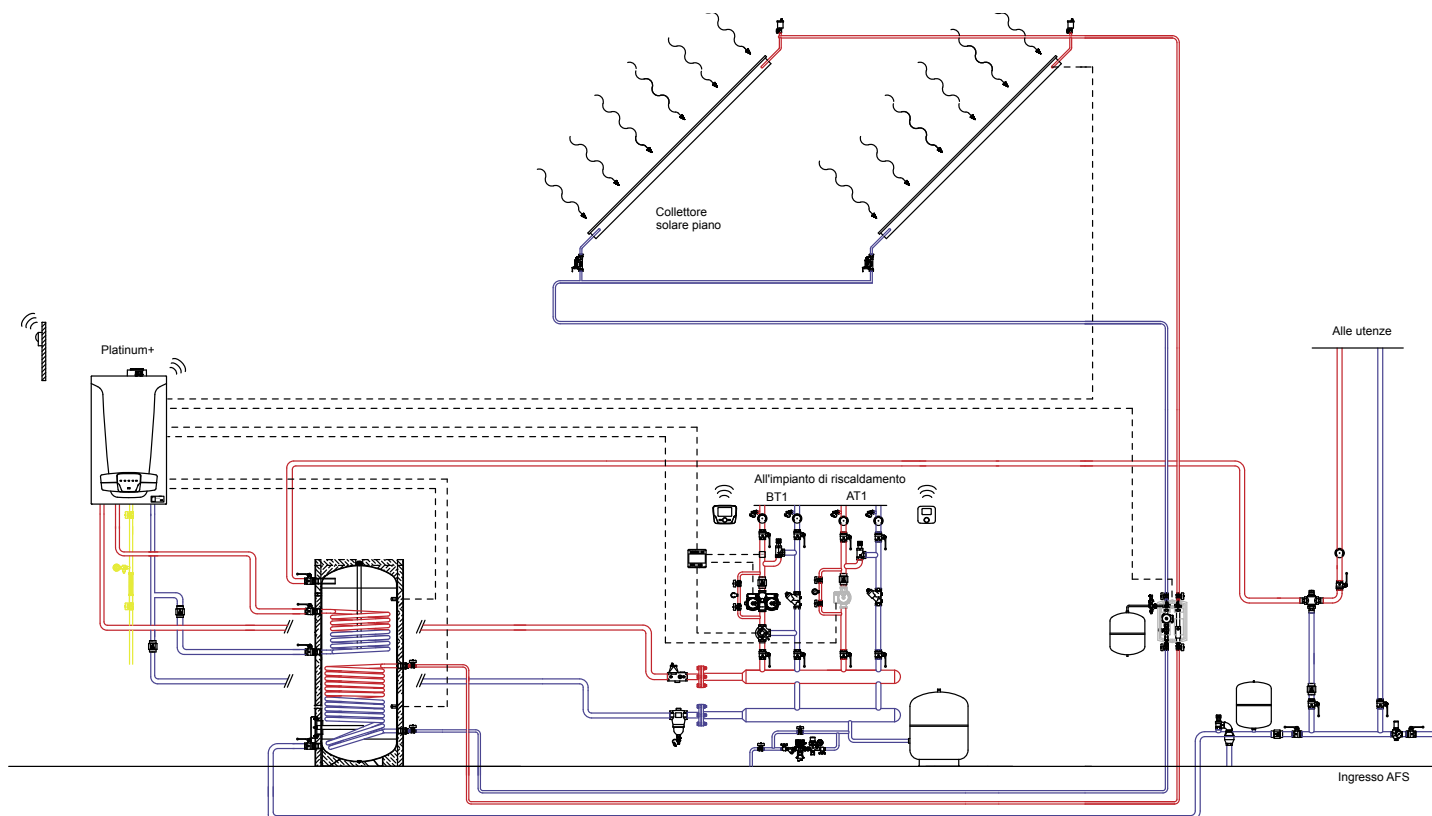 Collettore
solare piano
Alle utenze
Platinum+
All'impianto di riscaldamento
BT1
AT1
Ingresso AFS